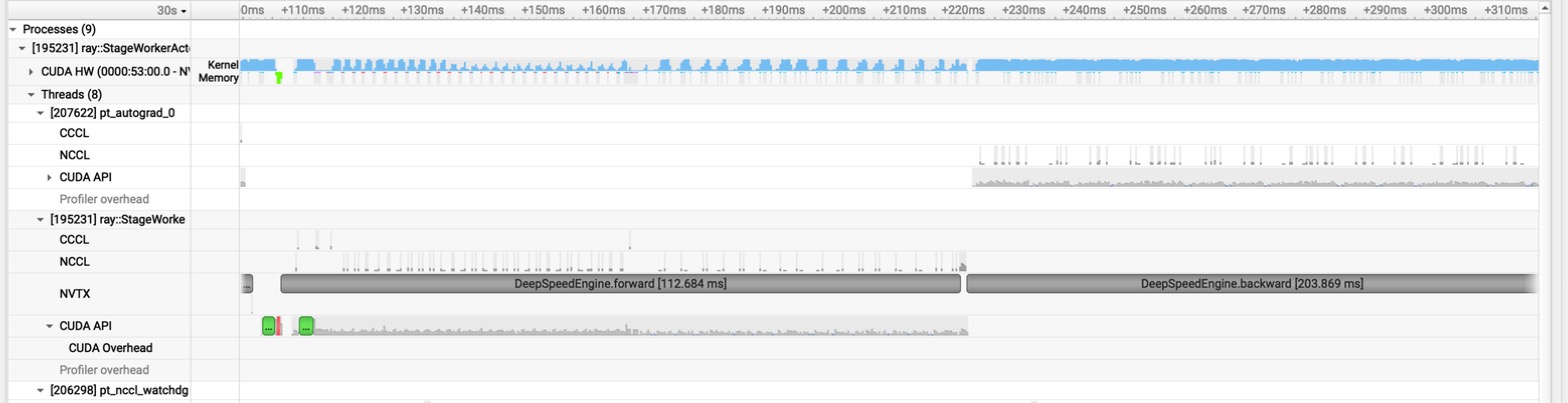 30s 0ms +110ms +120ms +130ms +140ms +150ms +160ms +170ms +180ms +190ms +200ms +210ms +220ms +230ms +240ms +250ms +260ms +270ms +280ms +290ms +300ms +310ms
Processes (9)
[195231] ray::StageWorkerActo
CUDA HW (0000:53:00.0 - NV
Kernel
Memory
Threads (8)
[207622] pt_autograd_0
CCCL
NCCL
CUDA API
Profiler overhead
[195231] ray::StageWorke
CCCL
NCCL
NVTX
... DeepSpeedEngine.forward [112.684 ms] DeepSpeedEngine.backward [203.869 ms]
CUDA API ... ...
CUDA Overhead
Profiler overhead
[206298] pt_nccl_watchdg